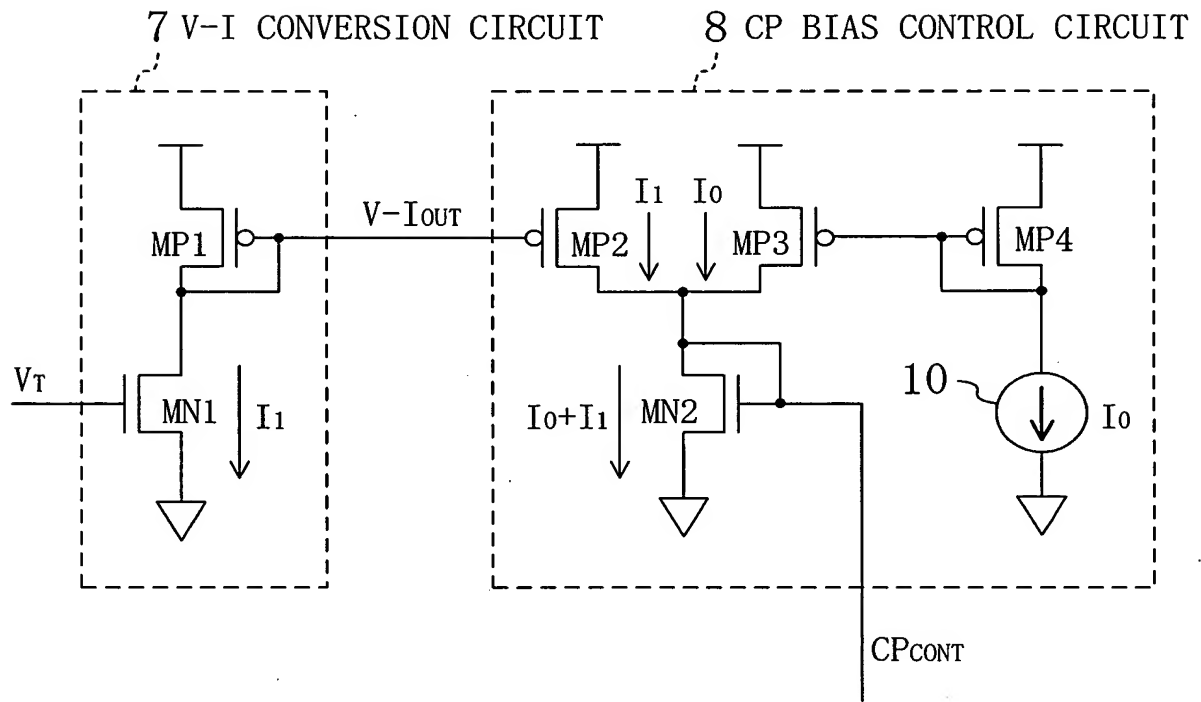 7 V-I CONVERSION CIRCUIT
8 CP BIAS CONTROL CIRCUIT
V-IOUT
I1
I0
MP1
MP2
MP3
MP4
VT
MN1
I1
I0+I1
MN2
10
I0
CPCONT